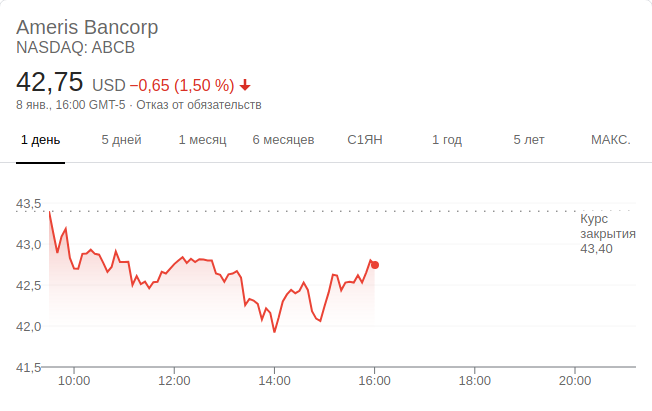 Ameris Bancorp
NASDAQ: ABCB
42,75 USD −0,65 (1,50 %)
8 янв., 16:00 GMT-5 · Отказ от обязательств
1 день 5 дней 1 месяц 6 месяцев С1ЯН 1 год 5 лет МАКС.
43,5
Курс
закрытия
43,40
43,0
42,5
42,0
41,5
10:00 12:00 14:00 16:00 18:00 20:00